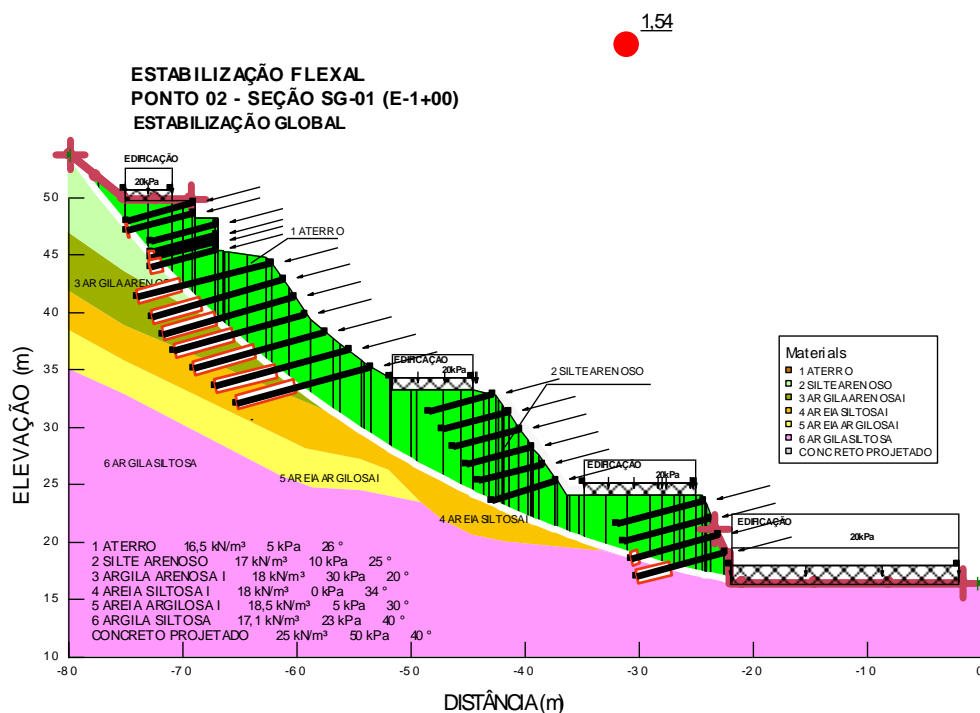 1,54
ESTABILIZAÇÃO FLEXAL
PONTO 02 - SEÇÃO SG-01 (E-1+00)
ESTABILIZAÇÃO GLOBAL
EDIFICAÇÃO
20kPa
1 ATERRO
3 ARGILA ARENOSA I
EDIFICAÇÃO
20kPa
2 SILTE ARENOSO
EDIFICAÇÃO
20kPa
EDIFICAÇÃO
20kPa
6 ARGILA SILTOSA
5 AREIA ARGILOSA I
4 AREIA SILTOSA I
Materials
1 ATERRO
2 SILTE ARENOSO
3 ARGILA ARENOSA I
4 AREIA SILTOSA I
5 AREIA ARGILOSA I
6 ARGILA SILTOSA
CONCRETO PROJETADO
1 ATERRO 16,5 kN/m³ 5 kPa 26 °
2 SILTE ARENOSO 17 kN/m³ 10 kPa 25 °
3 ARGILA ARENOSA I 18 kN/m³ 30 kPa 20 °
4 AREIA SILTOSA I 18 kN/m³ 0 kPa 34 °
5 AREIA ARGILOSA I 18,5 kN/m³ 5 kPa 30 °
6 ARGILA SILTOSA 17,1 kN/m³ 23 kPa 40 °
CONCRETO PROJETADO 25 kN/m³ 50 kPa 40 °
ELEVAÇÃO (m)
50
45
40
35
30
25
20
15
10
-80 -70 -60 -50 -40 -30 -20 -10 0
DISTÂNCIA (m)